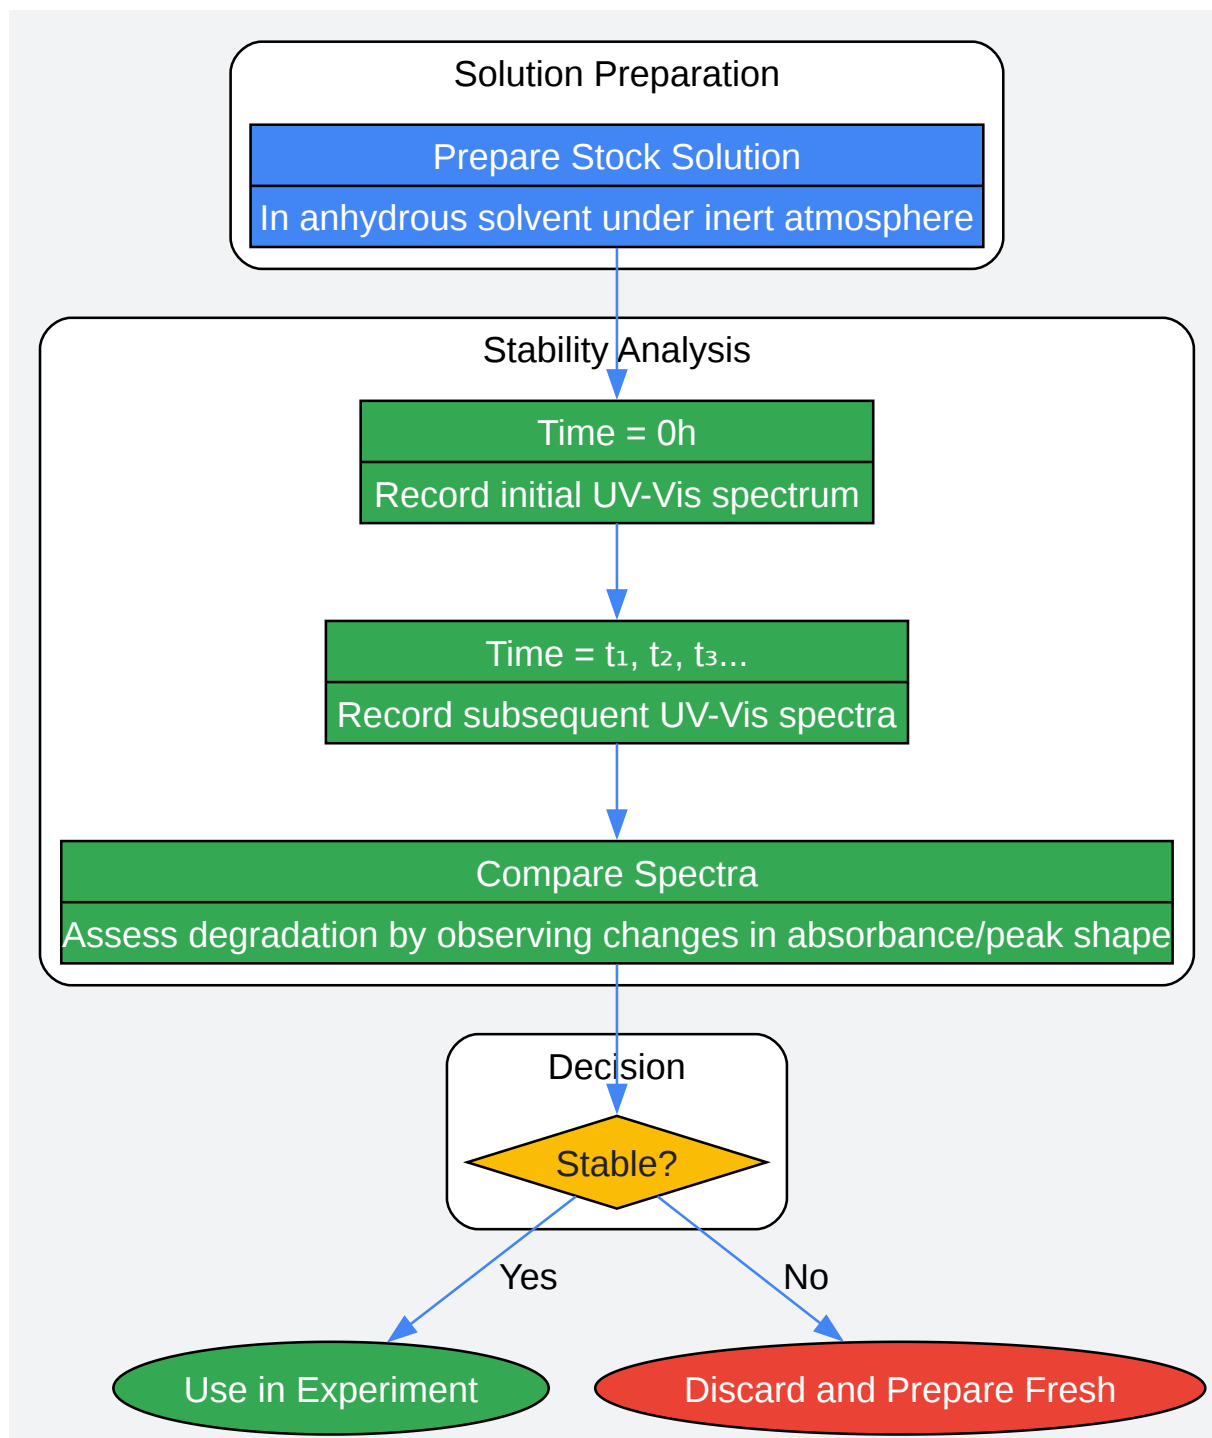 Solution Preparation
Prepare Stock Solution
In anhydrous solvent under inert atmosphere
Stability Analysis
Time = 0h
Record initial UV-Vis spectrum
Time = t₁, t₂, t₃...
Record subsequent UV-Vis spectra
Compare Spectra
Assess degradation by observing changes in absorbance/peak shape
Decision
Stable?
Yes
No
Use in Experiment
Discard and Prepare Fresh